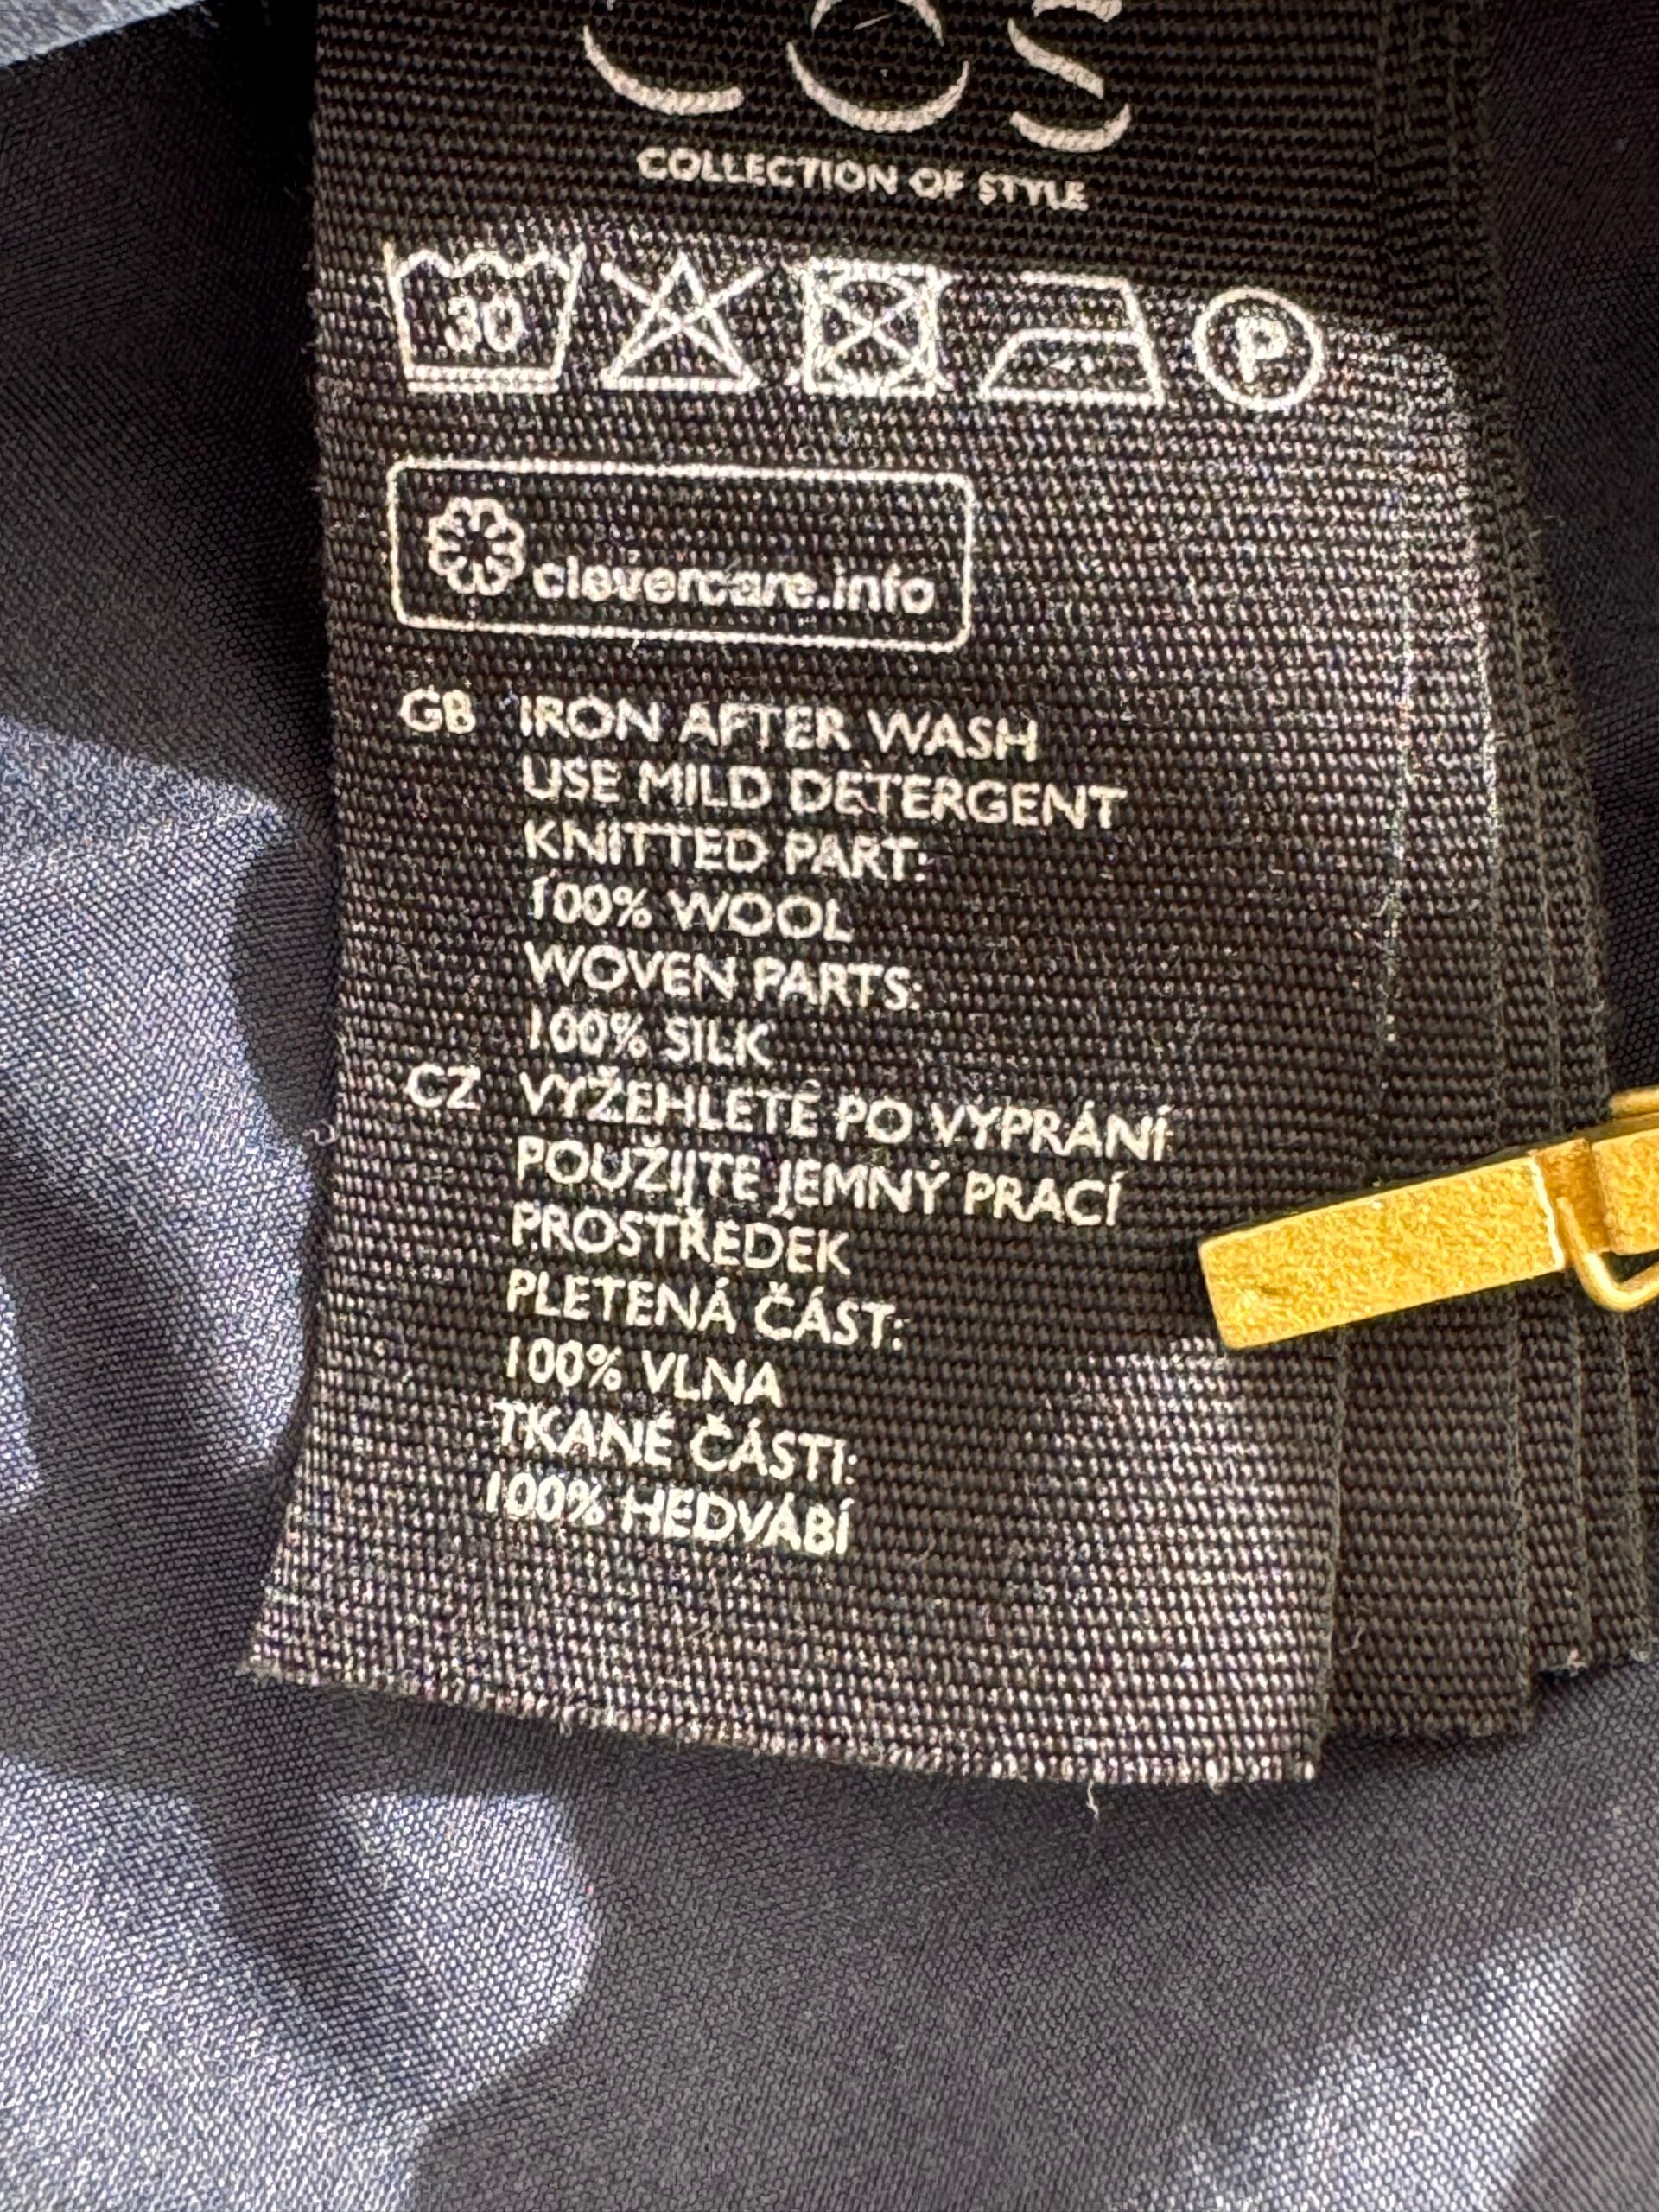 COS
COLLECTION OF STYLE
30 P
clevercare.info
GB IRON AFTER WASH
USE MILD DETERGENT
KNITTED PART:
100% WOOL
WOVEN PARTS:
100% SILK
CZ VYŽEHLETE PO VYPRÁNÍ
POUŽIJTE JEMNÝ PRACÍ
PROSTŘEDEK
PLETENÁ ČÁST:
100% VLNA
TKANÉ ČÁSTI:
100% HEDVÁBÍ